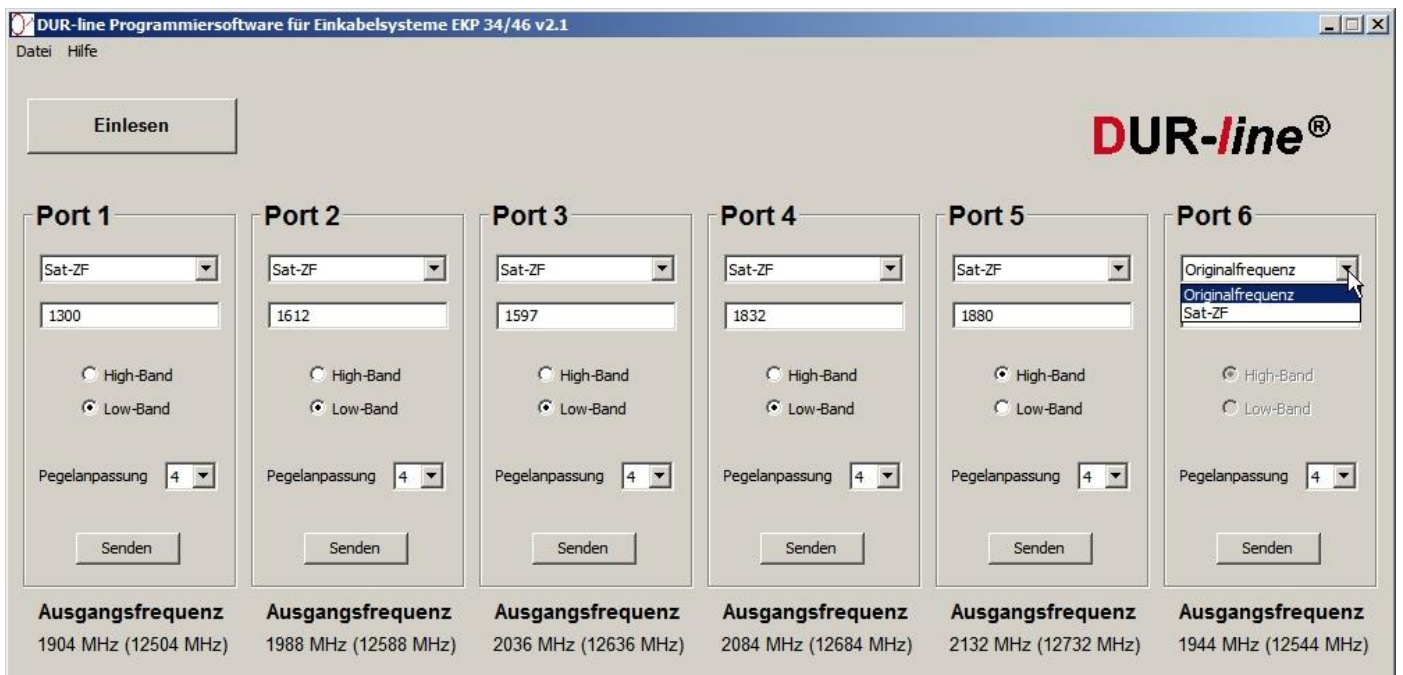 DUR-line Programmiersoftware für Einkabelsysteme EKP 34/46 v2.1
Datei Hilfe
Einlesen
DUR-line®
Port 1
Sat-ZF
1300
High-Band
Low-Band
Pegelanpassung 4
Senden
Ausgangsfrequenz
1904 MHz (12504 MHz)
Port 2
Sat-ZF
1612
High-Band
Low-Band
Pegelanpassung 4
Senden
Ausgangsfrequenz
1988 MHz (12588 MHz)
Port 3
Sat-ZF
1597
High-Band
Low-Band
Pegelanpassung 4
Senden
Ausgangsfrequenz
2036 MHz (12636 MHz)
Port 4
Sat-ZF
1832
High-Band
Low-Band
Pegelanpassung 4
Senden
Ausgangsfrequenz
2084 MHz (12684 MHz)
Port 5
Sat-ZF
1880
High-Band
Low-Band
Pegelanpassung 4
Senden
Ausgangsfrequenz
2132 MHz (12732 MHz)
Port 6
Originalfrequenz
Originalfrequenz
Sat-ZF
High-Band
Low-Band
Pegelanpassung 4
Senden
Ausgangsfrequenz
1944 MHz (12544 MHz)